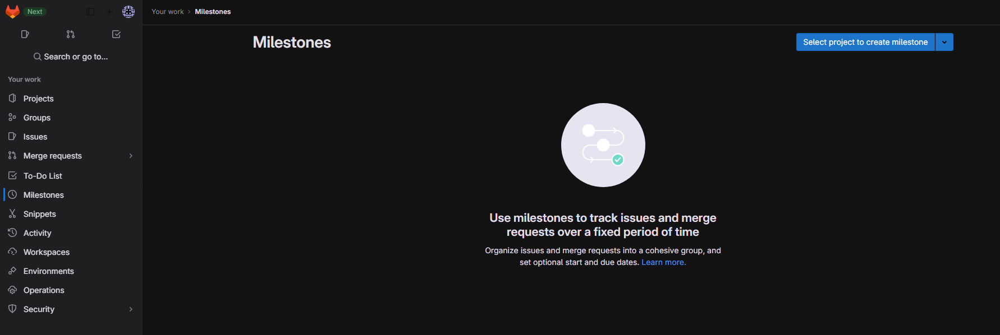 Next
Search or go to...
Your work
Projects
Groups
Issues
Merge requests
To-Do List
Milestones
Snippets
Activity
Workspaces
Environments
Operations
Security
Your work › Milestones
Milestones
Select project to create milestone
Use milestones to track issues and merge
requests over a fixed period of time
Organize issues and merge requests into a cohesive group, and
set optional start and due dates. Learn more.